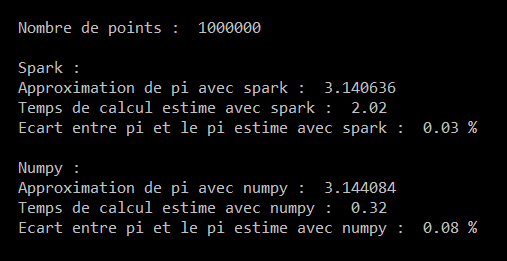 Nombre de points :  1000000
Spark :
Approximation de pi avec spark :  3.140636
Temps de calcul estime avec spark :  2.02
Ecart entre pi et le pi estime avec spark :  0.03 %
Numpy :
Approximation de pi avec numpy :  3.144084
Temps de calcul estime avec numpy :  0.32
Ecart entre pi et le pi estime avec numpy :  0.08 %